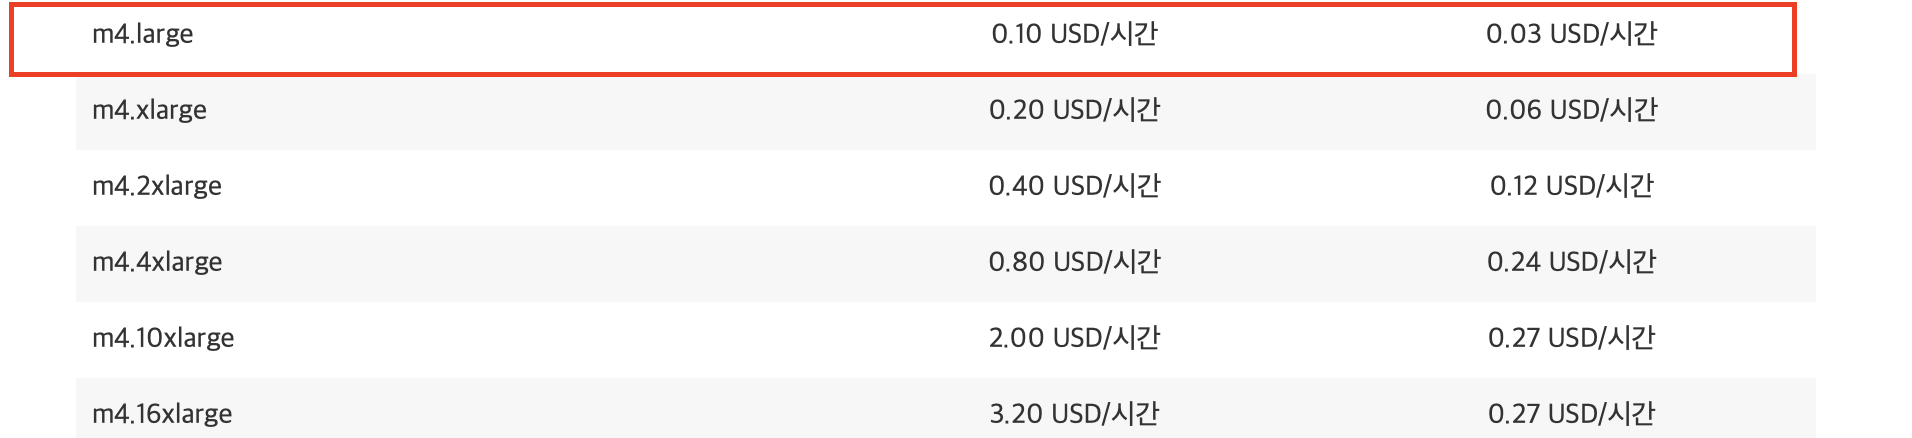 m4.large 0.10 USD/시간 0.03 USD/시간
m4.xlarge 0.20 USD/시간 0.06 USD/시간
m4.2xlarge 0.40 USD/시간 0.12 USD/시간
m4.4xlarge 0.80 USD/시간 0.24 USD/시간
m4.10xlarge 2.00 USD/시간 0.27 USD/시간
m4.16xlarge 3.20 USD/시간 0.27 USD/시간